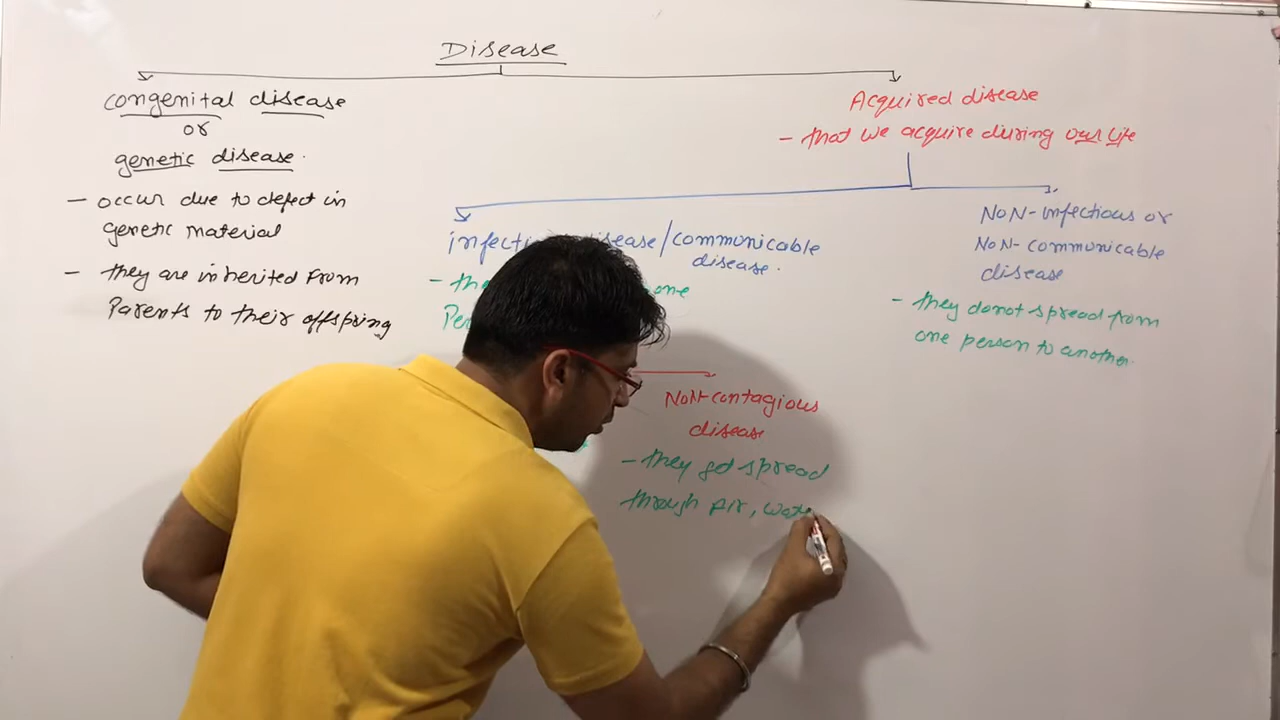 Disease
congenital disease
or
genetic disease.
- occur due to defect in
genetic material
- they are inherited from
Parents to their offspring
Acquired disease
- that we acquire during our life
disease/communicable
disease.
one
NoN-infectious or
NoN-communicable
disease
- they donot spread from
one person to another.
NoN-contagious
disease
- they get spread
through Air,